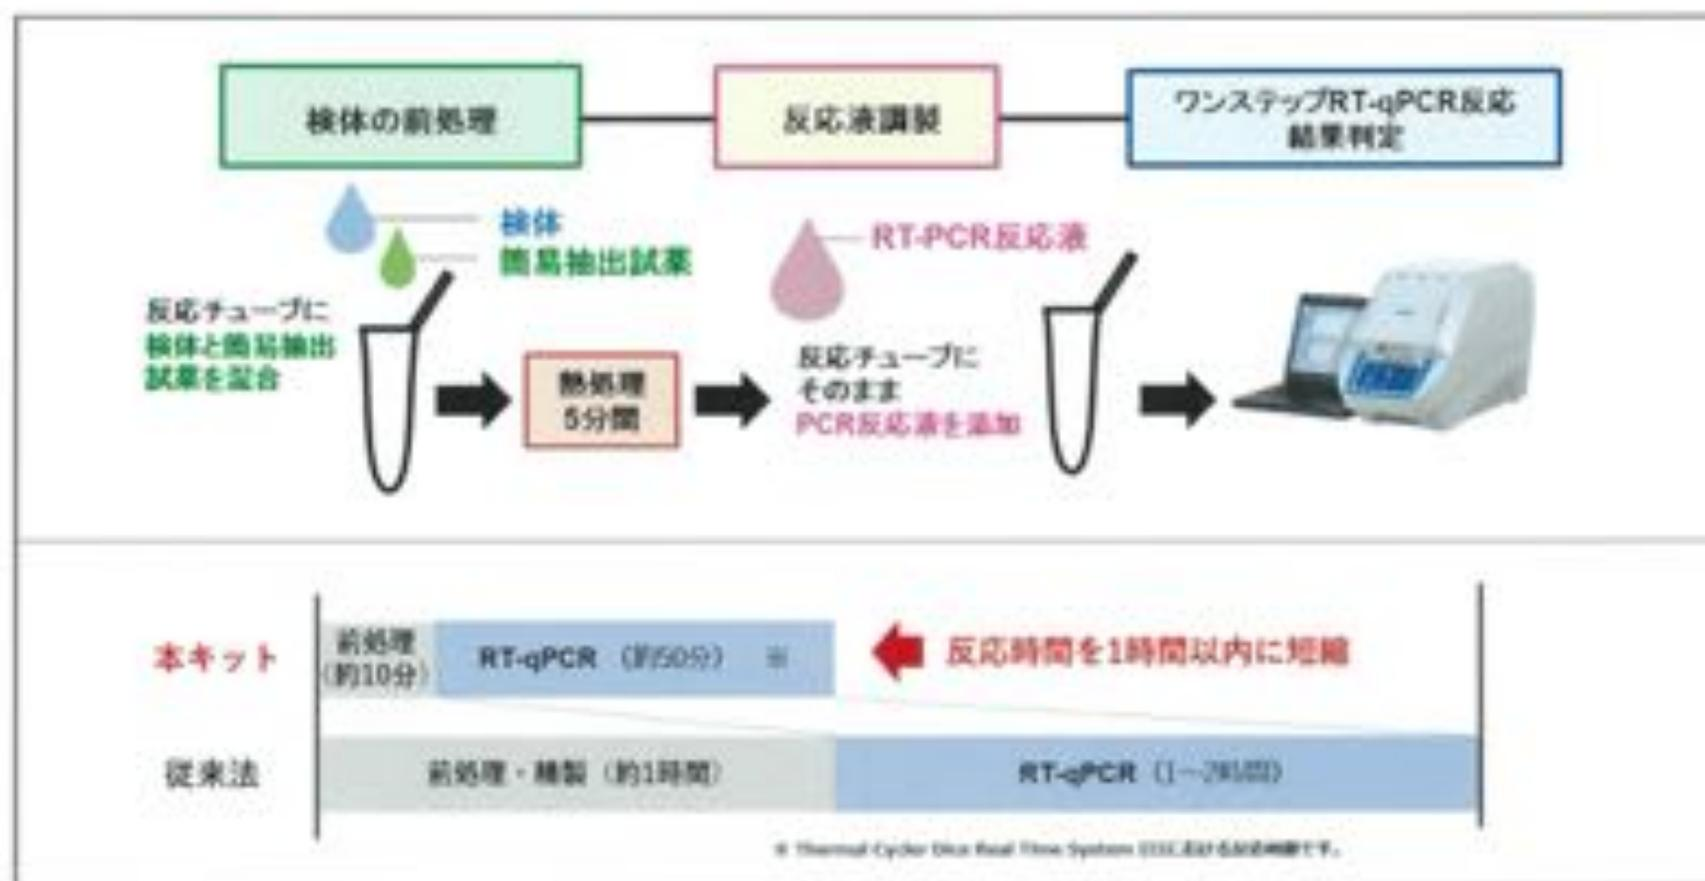 検体の前処理
反応液調製
ワンステップRT-qPCR反応
結果判定
検体
簡易抽出試薬
反応チューブに
検体と簡易抽出
試薬を混合
熱処理
5分間
RT-PCR反応液
反応チューブに
そのまま
PCR反応液を添加
本キット
前処理
(約10分)
RT-qPCR (約50分) ※
反応時間を1時間以内に短縮
従来法
前処理・精製 (約1時間)
RT-qPCR (1〜2時間)
※ Thermal Cycler Dice Real Time System